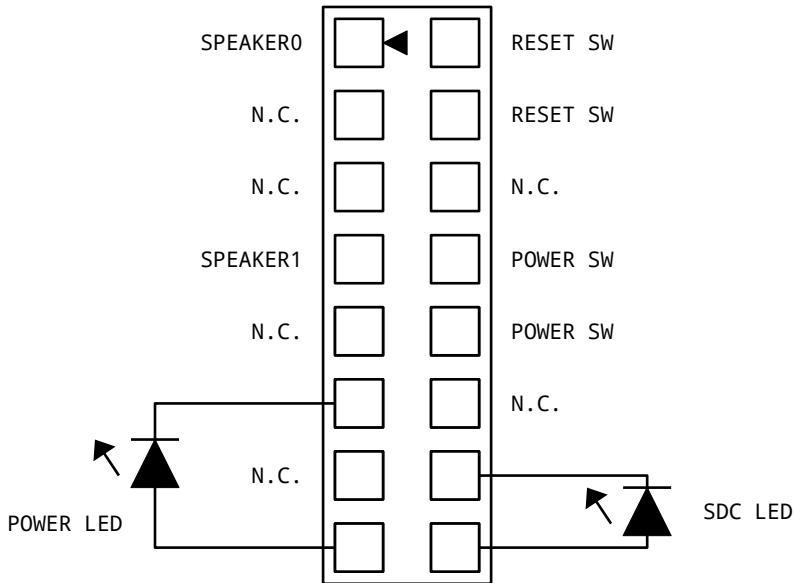 SPEAKER0 RESET SW
N.C. RESET SW
N.C. N.C.
SPEAKER1 POWER SW
N.C. POWER SW
N.C.
N.C.
SDC LED
POWER LED